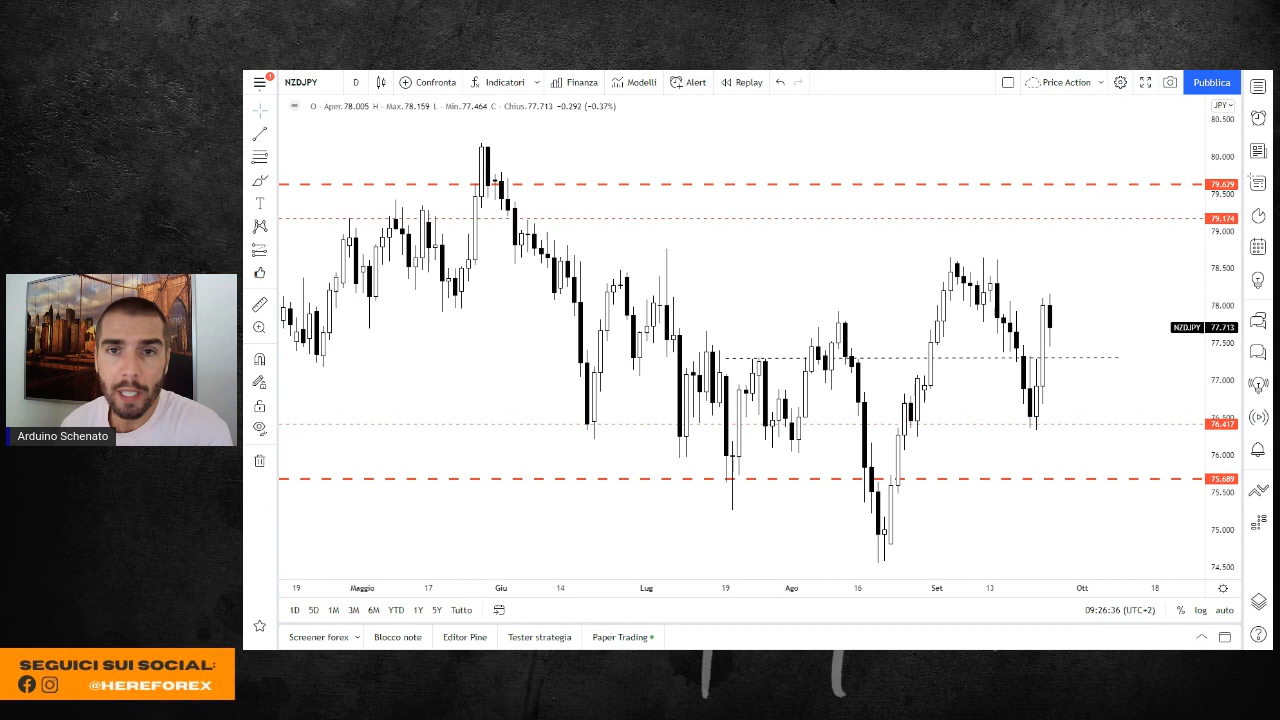 NZDJPY D Confronta Indicatori Finanza Modelli Alert Replay Price Action Pubblica
O - Aper.78.005 H - Max.78.159 L - Min.77.464 C - Chius.77.713 -0.292 (-0.37%)
JPY
80.500
80.000
79.629
79.500
79.174
79.000
78.500
78.000
NZDJPY 77.713
77.500
77.000
76.500
76.417
76.000
75.689
75.500
75.000
74.500
19 Maggio 17 Giu 14 Lug 19 Ago 16 Set 13 Ott 18
1D 5D 1M 3M 6M YTD 1Y 5Y Tutto 09:26:36 (UTC+2) % log auto
Screener forex Blocco note Editor Pine Tester strategia Paper Trading
Arduino Schenato
SEGUICI SUI SOCIAL:
@HEREFOREX